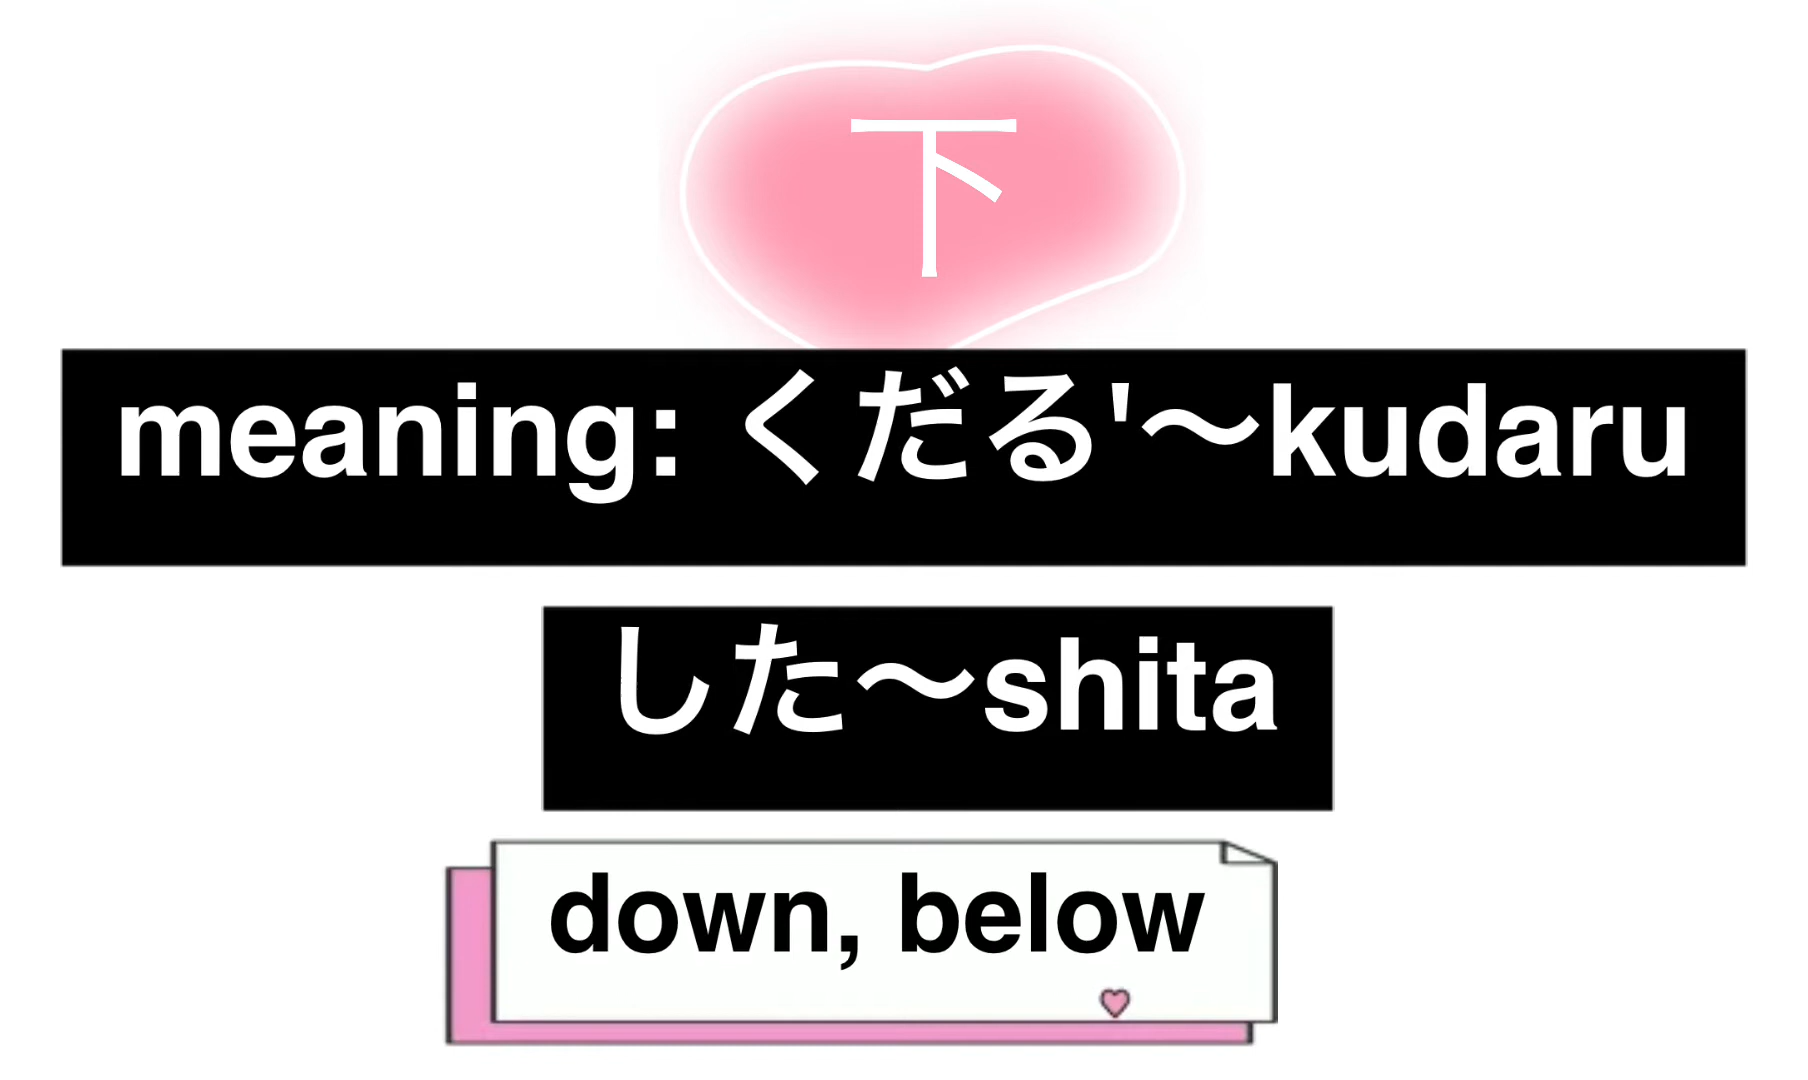 下
meaning: くだる'〜kudaru
した〜shita
down, below